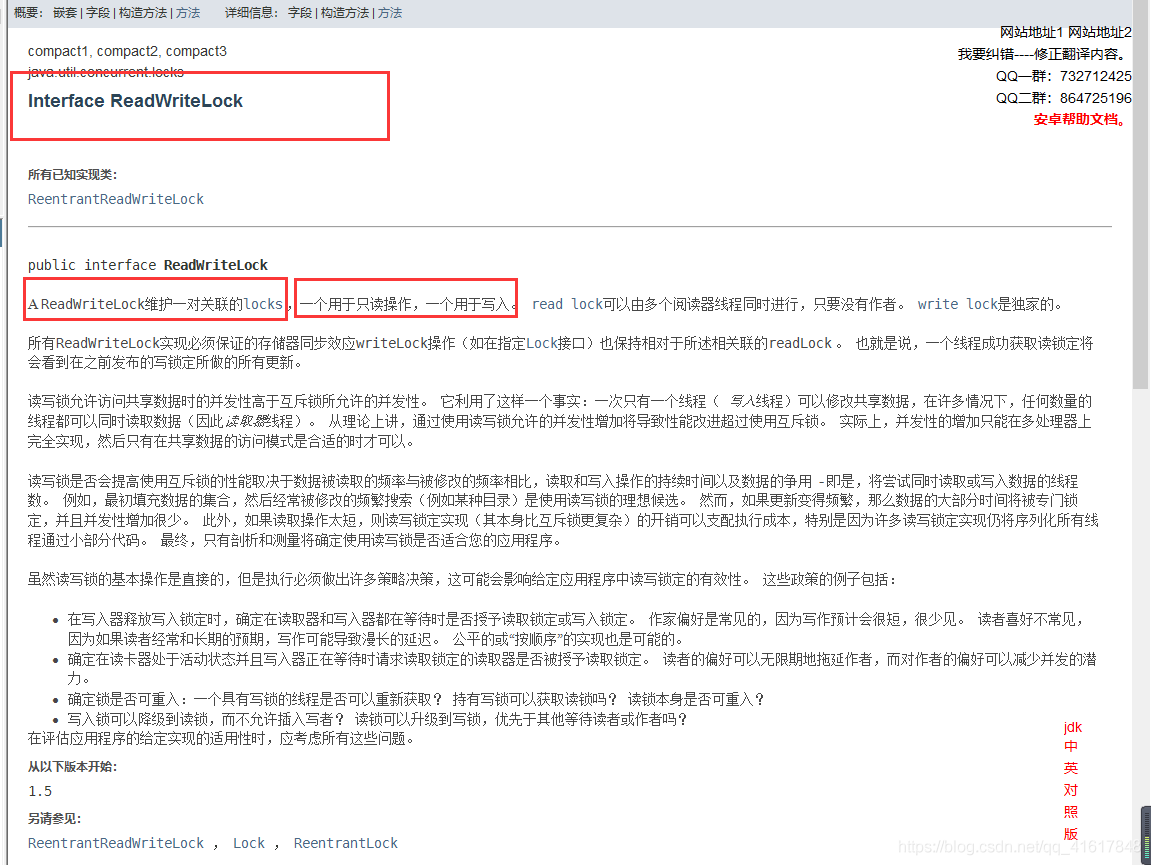 概要： 嵌套 | 字段 | 构造方法 | 方法 详细信息： 字段 | 构造方法 | 方法
网站地址1 网站地址2
我要纠错----修正翻译内容。
QQ一群：732712425
QQ二群：864725196
安卓帮助文档。
compact1, compact2, compact3
java.util.concurrent.locks
Interface ReadWriteLock
所有已知实现类：
ReentrantReadWriteLock
public interface ReadWriteLock
A ReadWriteLock维护一对关联的locks ，一个用于只读操作，一个用于写入。 read lock可以由多个阅读器线程同时进行，只要没有作者。 write lock是独家的。
所有ReadWriteLock实现必须保证的存储器同步效应writeLock操作（如在指定Lock接口）也保持相对于所述相关联的readLock 。 也就是说，一个线程成功获取读锁定将
会看到在之前发布的写锁定所做的所有更新。
读写锁允许访问共享数据时的并发性高于互斥锁所允许的并发性。 它利用了这样一个事实：一次只有一个线程（ 写入线程）可以修改共享数据，在许多情况下，任何数量的
线程都可以同时读取数据（因此读取器线程）。 从理论上讲，通过使用读写锁允许的并发性增加将导致性能改进超过使用互斥锁。 实际上，并发性的增加只能在多处理器上
完全实现，然后只有在共享数据的访问模式是合适的时才可以。
读写锁是否会提高使用互斥锁的性能取决于数据被读取的频率与被修改的频率相比，读取和写入操作的持续时间以及数据的争用 -即是，将尝试同时读取或写入数据的线程
数。 例如，最初填充数据的集合，然后经常被修改的频繁搜索（例如某种目录）是使用读写锁的理想候选。 然而，如果更新变得频繁，那么数据的大部分时间将被专门锁
定，并且并发性增加很少。 此外，如果读取操作太短，则读写锁定实现（其本身比互斥锁更复杂）的开销可以支配执行成本，特别是因为许多读写锁定实现仍将序列化所有线
程通过小部分代码。 最终，只有剖析和测量将确定使用读写锁是否适合您的应用程序。
虽然读写锁的基本操作是直接的，但是执行必须做出许多策略决策，这可能会影响给定应用程序中读写锁定的有效性。 这些政策的例子包括：
• 在写入器释放写入锁定时，确定在读取器和写入器都在等待时是否授予读取锁定或写入锁定。 作家偏好是常见的，因为写作预计会很短，很少见。 读者喜好不常见，
因为如果读者经常和长期的预期，写作可能导致漫长的延迟。 公平的或“按顺序”的实现也是可能的。
• 确定在读卡器处于活动状态并且写入器正在等待时请求读取锁定的读取器是否被授予读取锁定。 读者的偏好可以无限期地拖延作者，而对作者的偏好可以减少并发的潜
力。
• 确定锁是否可重入：一个具有写锁的线程是否可以重新获取？ 持有写锁可以获取读锁吗？ 读锁本身是否可重入？
• 写入锁可以降级到读锁，而不允许插入写者？ 读锁可以升级到写锁，优先于其他等待读者或作者吗？
在评估应用程序的给定实现的适用性时，应考虑所有这些问题。
从以下版本开始：
1.5
另请参见：
ReentrantReadWriteLock ， Lock ， ReentrantLock
jdk
中
英
对
照
版